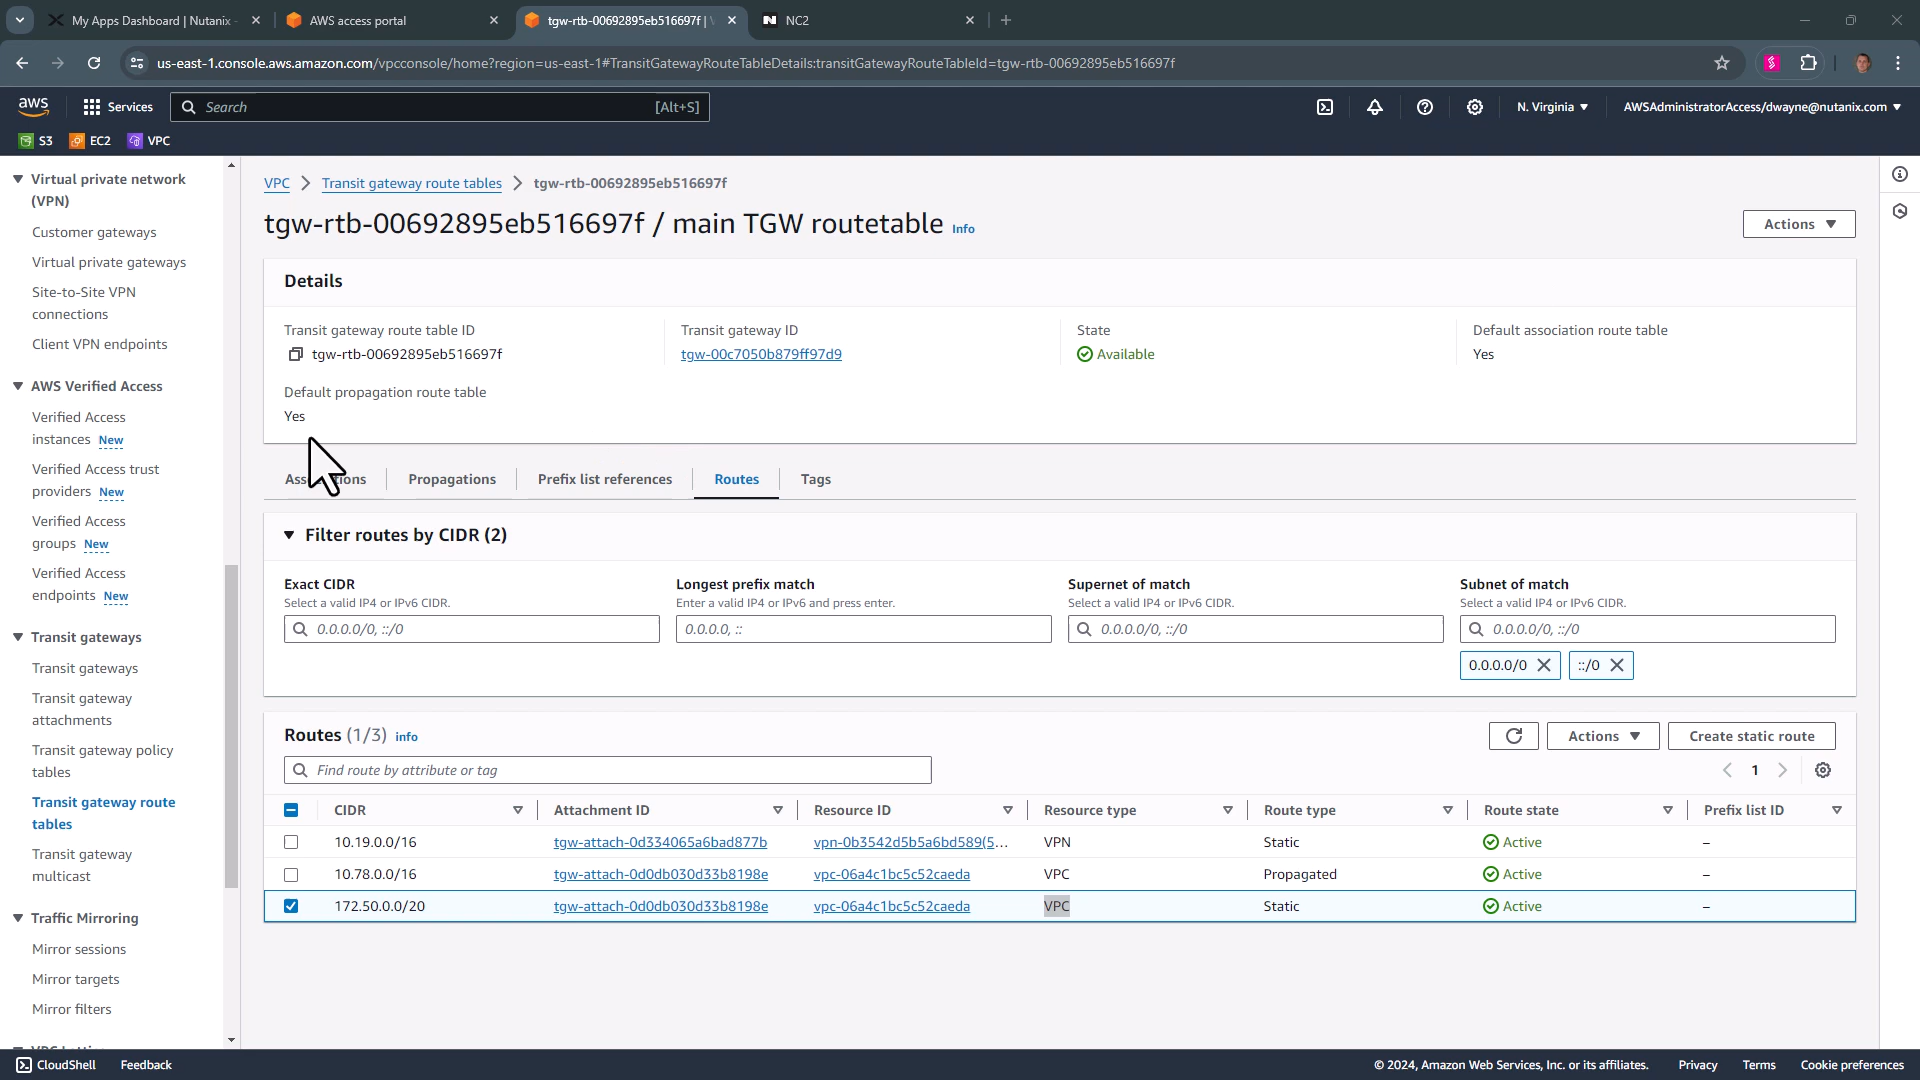 My Apps Dashboard | Nutanix
AWS access portal
tgw-rtb-00692895eb516697f |
NC2
us-east-1.console.aws.amazon.com/vpcconsole/home?region=us-east-1#TransitGatewayRouteTableDetails:transitGatewayRouteTableId=tgw-rtb-00692895eb516697f
aws
Services
Search
[Alt+S]
N. Virginia
AWSAdministratorAccess/dwayne@nutanix.com
S3
EC2
VPC
Virtual private network
(VPN)
Customer gateways
Virtual private gateways
Site-to-Site VPN
connections
Client VPN endpoints
AWS Verified Access
Verified Access
instances New
Verified Access trust
providers New
Verified Access
groups New
Verified Access
endpoints New
Transit gateways
Transit gateways
Transit gateway
attachments
Transit gateway policy
tables
Transit gateway route
tables
Transit gateway
multicast
Traffic Mirroring
Mirror sessions
Mirror targets
Mirror filters
VPC > Transit gateway route tables > tgw-rtb-00692895eb516697f
tgw-rtb-00692895eb516697f / main TGW routetable Info
Actions
Details
Transit gateway route table ID
tgw-rtb-00692895eb516697f
Transit gateway ID
tgw-00c7050b879ff97d9
State
Available
Default association route table
Yes
Default propagation route table
Yes
Propagations
Prefix list references
Routes
Tags
Filter routes by CIDR (2)
Exact CIDR
Select a valid IP4 or IPv6 CIDR.
0.0.0.0/0, ::/0
Longest prefix match
Enter a valid IP4 or IPv6 and press enter.
0.0.0.0, ::
Supernet of match
Select a valid IP4 or IPv6 CIDR.
0.0.0.0/0, ::/0
Subnet of match
Select a valid IP4 or IPv6 CIDR.
0.0.0.0/0, ::/0
0.0.0.0/0
::/0
Routes (1/3) info
Actions
Create static route
Find route by attribute or tag
1
CIDR Attachment ID Resource ID Resource type Route type Route state Prefix list ID
10.19.0.0/16 tgw-attach-0d334065a6bad877b vpn-0b3542d5b5a6bd589(5... VPN Static Active –
10.78.0.0/16 tgw-attach-0d0db030d33b8198e vpc-06a4c1bc5c52caeda VPC Propagated Active –
172.50.0.0/20 tgw-attach-0d0db030d33b8198e vpc-06a4c1bc5c52caeda VPC Static Active –
CloudShell
Feedback
© 2024, Amazon Web Services, Inc. or its affiliates.
Privacy
Terms
Cookie preferences